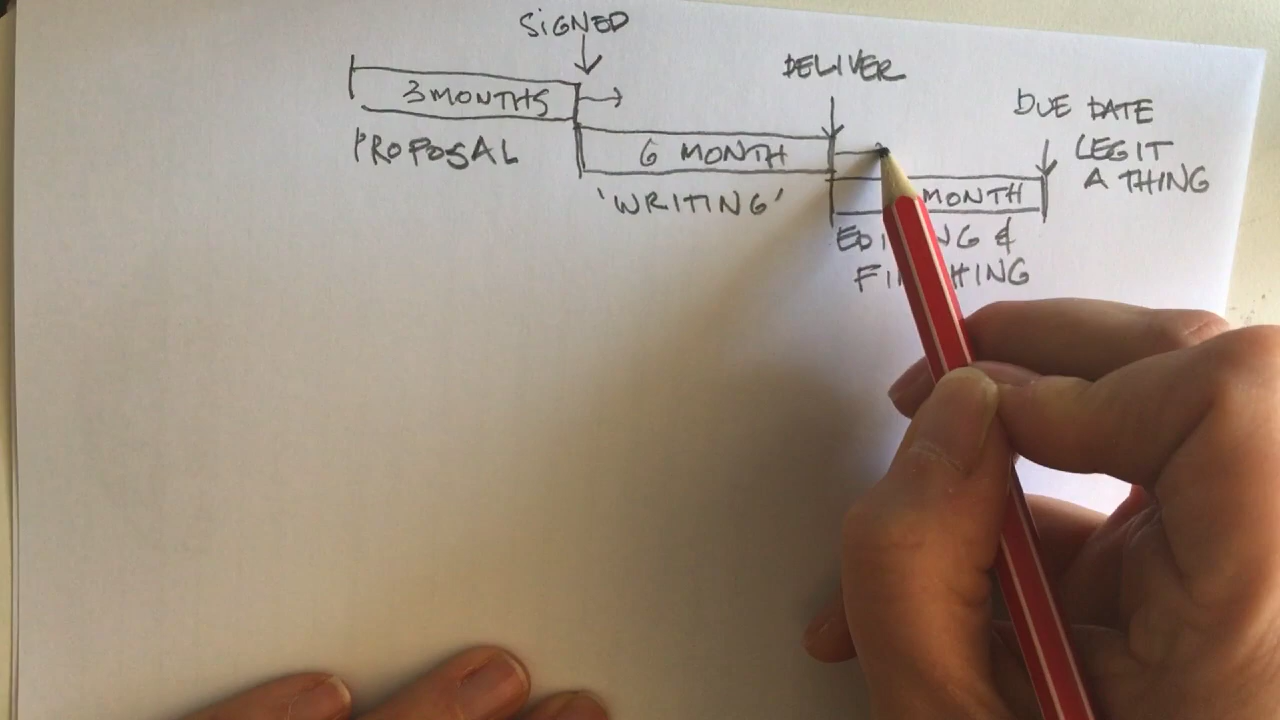 SIGNED
DELIVER
DUE DATE
LEGIT
A THING
3 MONTHS
PROPOSAL
6 MONTH
'WRITING'
MONTH
&